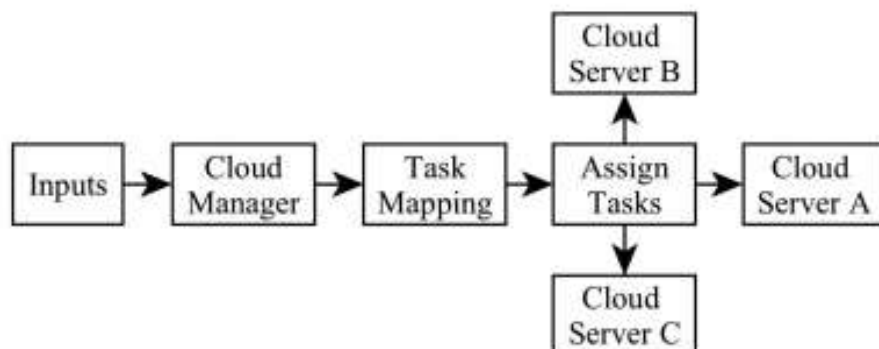 Cloud
Server B
Inputs
Cloud
Manager
Task
Mapping
Assign
Tasks
Cloud
Server A
Cloud
Server C